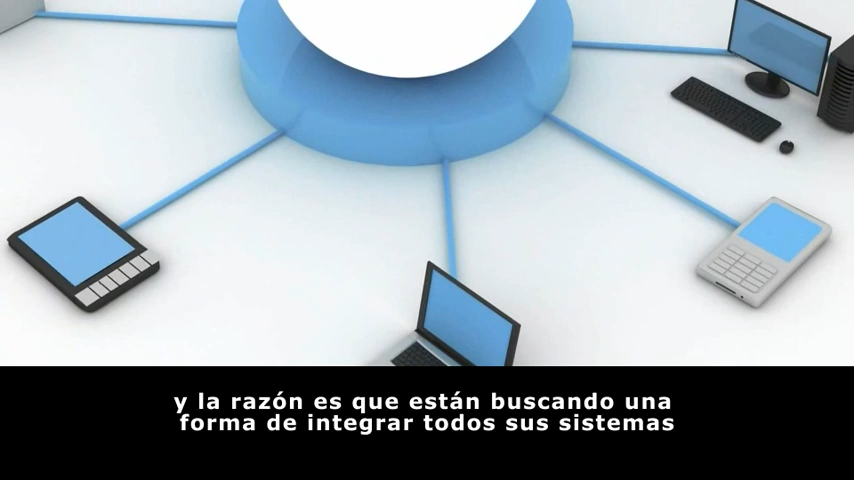 y la razón es que están buscando una
forma de integrar todos sus sistemas